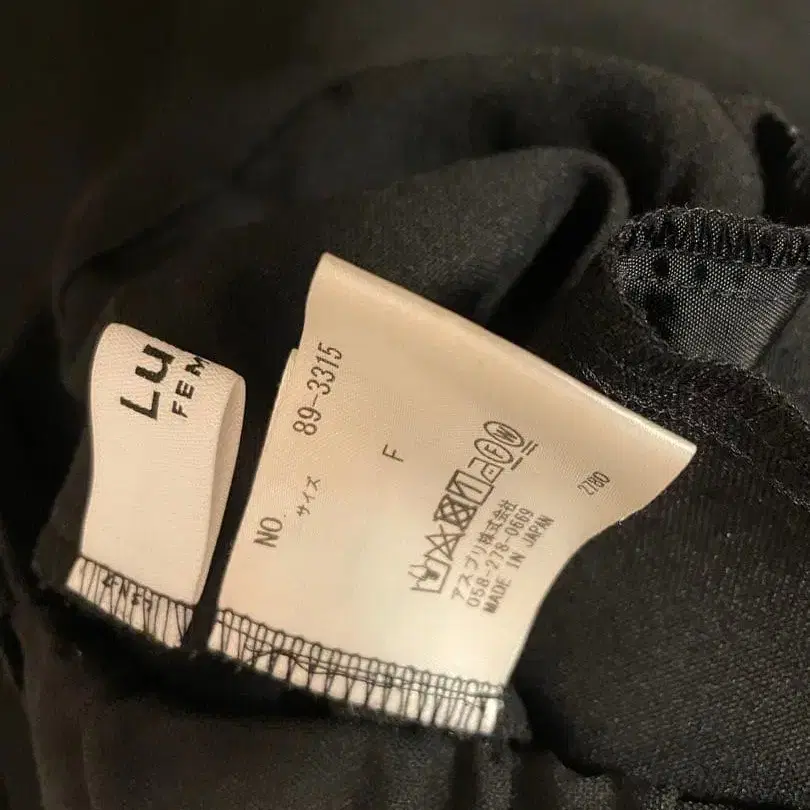 Lu
FEM
NO. 89-3315
サイズ F
アスプリ株式会社
058-278-0669
MADE IN JAPAN
2780